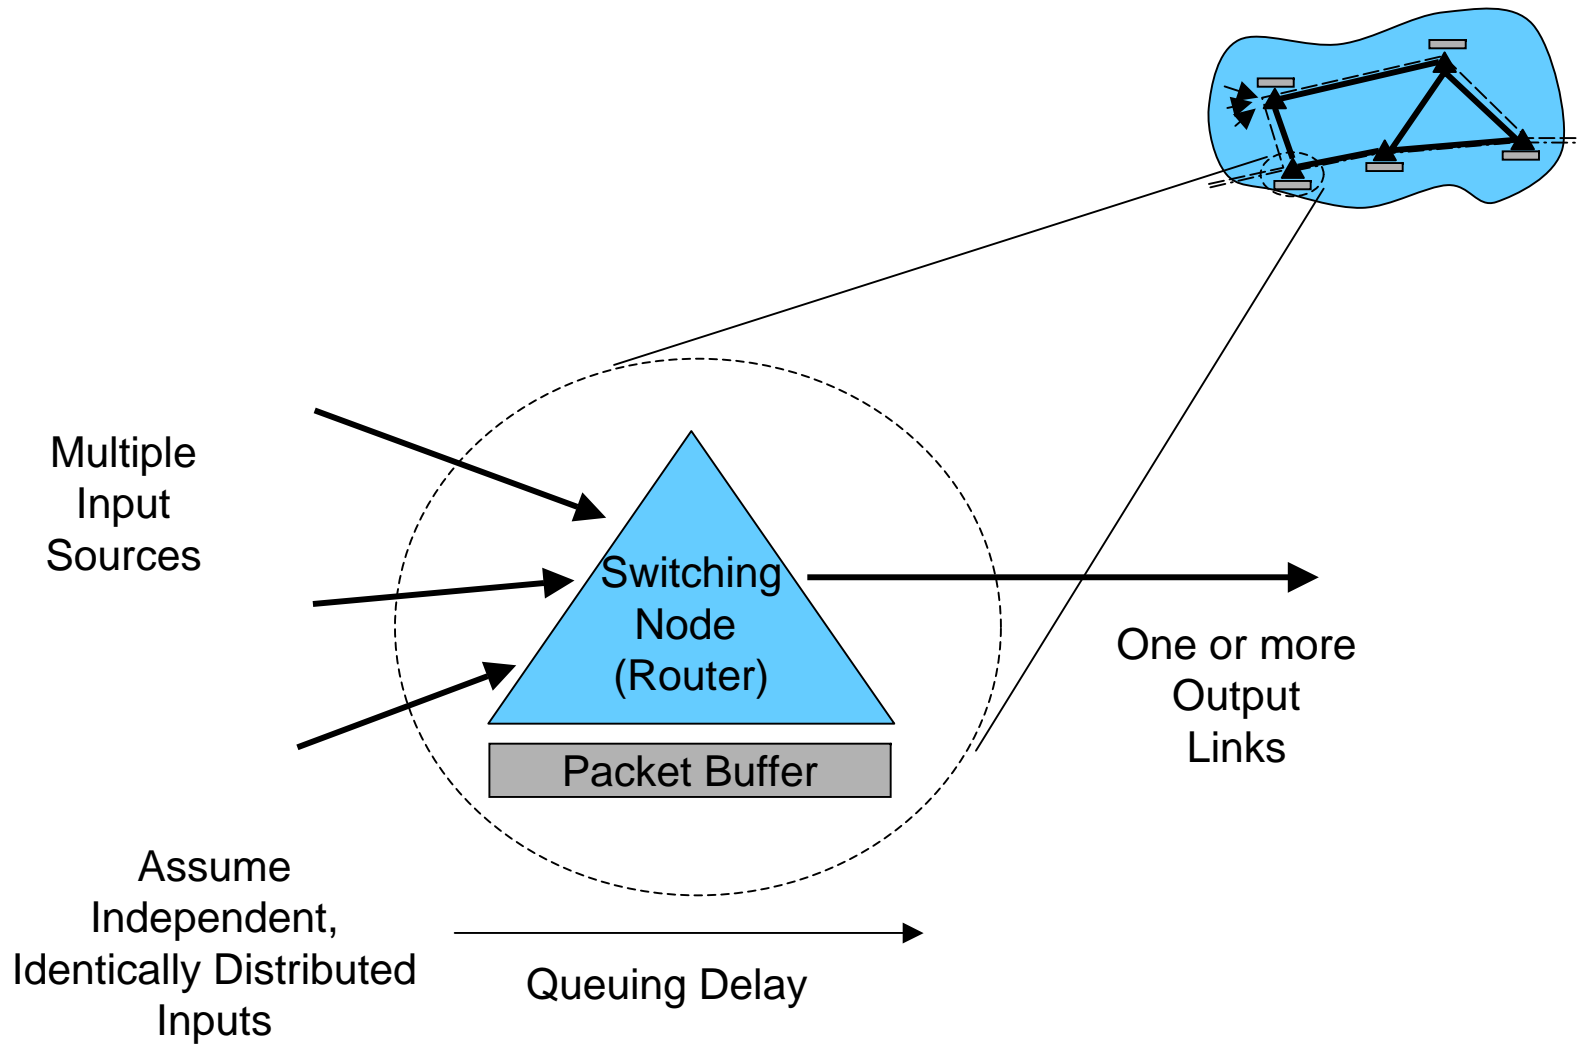 Multiple
Input
Sources
Switching
Node
(Router)
Packet Buffer
One or more
Output
Links
Assume
Independent,
Identically Distributed
Inputs
Queuing Delay